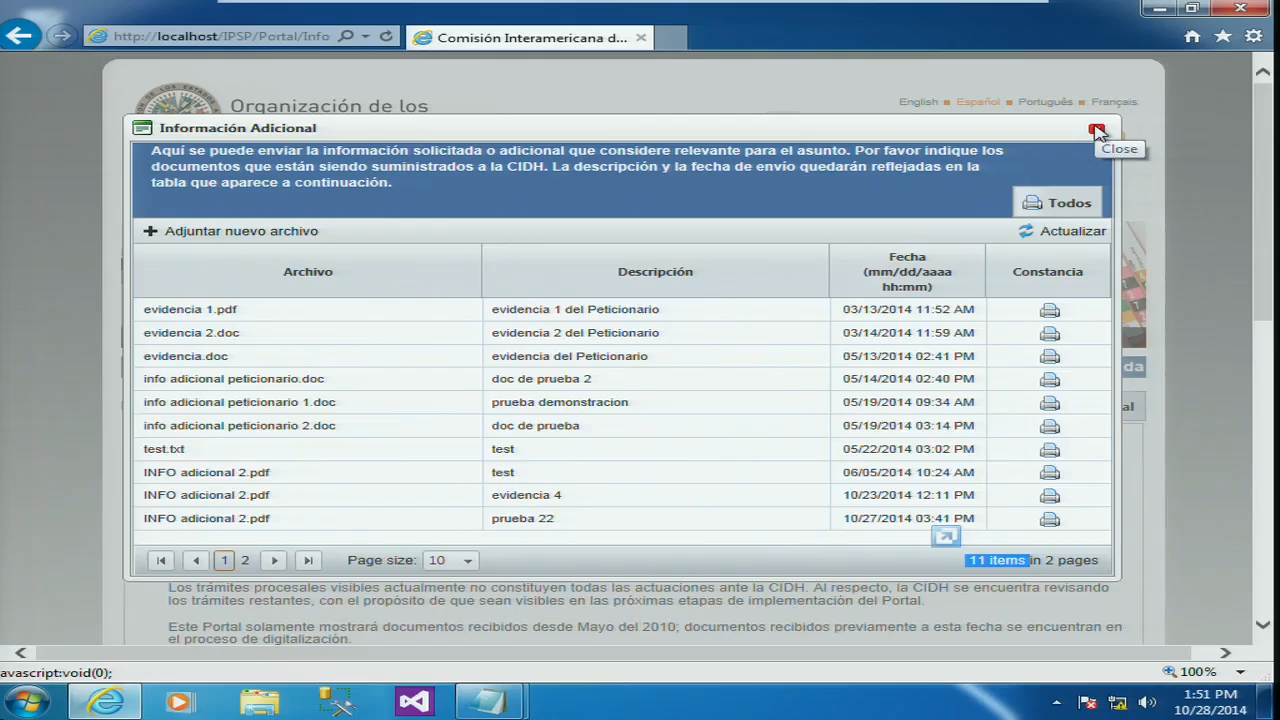 http://localhost/IPSP/Portal/Info
Comisión Interamericana d...
Organización de los
English Español Português Français
Información Adicional
Close
Aquí se puede enviar la información solicitada o adicional que considere relevante para el asunto. Por favor indique los
documentos que están siendo suministrados a la CIDH. La descripción y la fecha de envío quedarán reflejadas en la
tabla que aparece a continuación.
Todos
Adjuntar nuevo archivo Actualizar
Archivo Descripción Fecha (mm/dd/aaaa hh:mm) Constancia
evidencia 1.pdf evidencia 1 del Peticionario 03/13/2014 11:52 AM
evidencia 2.doc evidencia 2 del Peticionario 03/14/2014 11:59 AM
evidencia.doc evidencia del Peticionario 05/13/2014 02:41 PM
da
info adicional peticionario.doc doc de prueba 2 05/14/2014 02:40 PM
info adicional peticionario 1.doc prueba demonstracion 05/19/2014 09:34 AM
al
info adicional peticionario 2.doc doc de prueba 05/19/2014 03:14 PM
test.txt test 05/22/2014 03:02 PM
INFO adicional 2.pdf test 06/05/2014 10:24 AM
INFO adicional 2.pdf evidencia 4 10/23/2014 12:11 PM
INFO adicional 2.pdf prueba 22 10/27/2014 03:41 PM
1 2 Page size: 10 11 items in 2 pages
Los trámites procesales visibles actualmente no constituyen todas las actuaciones ante la CIDH. Al respecto, la CIDH se encuentra revisando
los trámites restantes, con el propósito de que sean visibles en las próximas etapas de implementación del Portal.
Este Portal solamente mostrará documentos recibidos desde Mayo del 2010; documentos recibidos previamente a esta fecha se encuentran en
el proceso de digitalización.
avascript:void(0); 100%
1:51 PM
10/28/2014